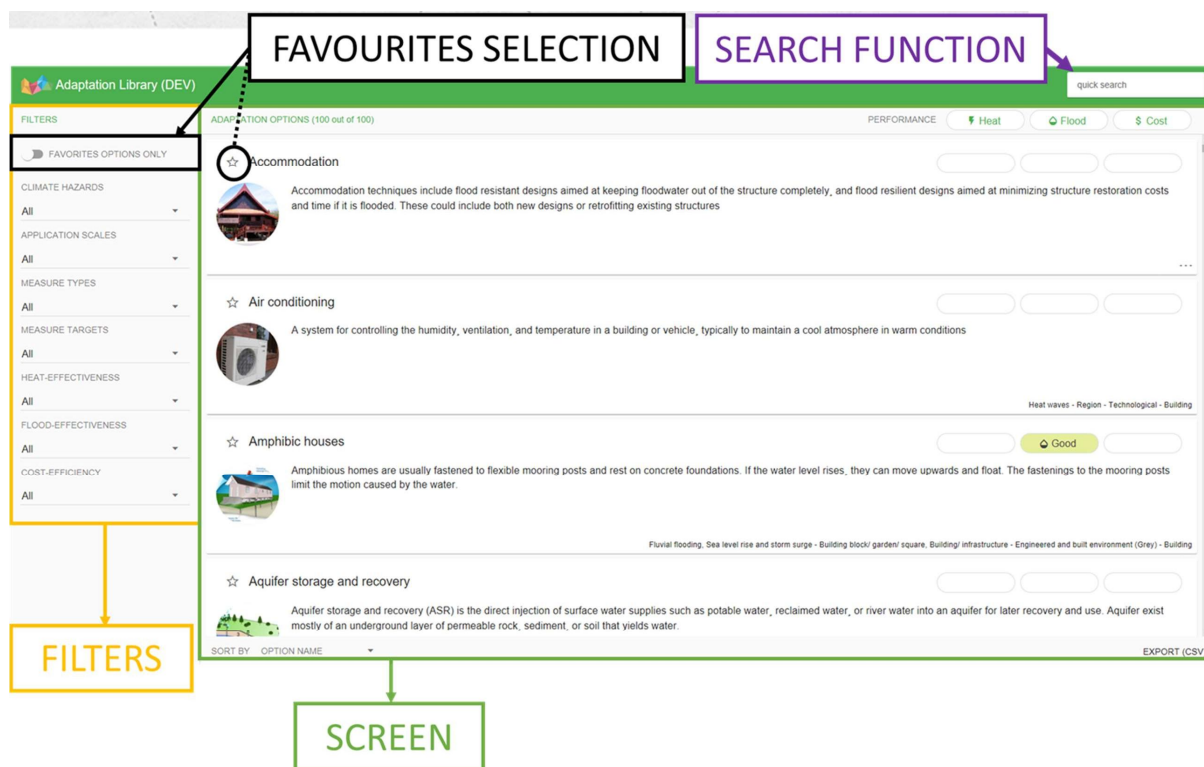 FAVOURITES SELECTION
SEARCH FUNCTION
Adaptation Library (DEV)
quick search
FILTERS
ADAPTATION OPTIONS (100 out of 100)
PERFORMANCE
Heat
Flood
$ Cost
FAVORITES OPTIONS ONLY
CLIMATE HAZARDS
All
APPLICATION SCALES
All
MEASURE TYPES
All
MEASURE TARGETS
All
HEAT-EFFECTIVENESS
All
FLOOD-EFFECTIVENESS
All
COST-EFFICIENCY
All
Accommodation
Accommodation techniques include flood resistant designs aimed at keeping floodwater out of the structure completely, and flood resilient designs aimed at minimizing structure restoration costs
and time if it is flooded. These could include both new designs or retrofitting existing structures
...
Air conditioning
A system for controlling the humidity, ventilation, and temperature in a building or vehicle, typically to maintain a cool atmosphere in warm conditions
Heat waves - Region - Technological - Building
Amphibic houses
Good
Amphibious homes are usually fastened to flexible mooring posts and rest on concrete foundations. If the water level rises, they can move upwards and float. The fastenings to the mooring posts
limit the motion caused by the water.
Fluvial flooding, Sea level rise and storm surge - Building block/ garden/ square, Building/ infrastructure - Engineered and built environment (Grey) - Building
Aquifer storage and recovery
Aquifer storage and recovery (ASR) is the direct injection of surface water supplies such as potable water, reclaimed water, or river water into an aquifer for later recovery and use. Aquifer exist
mostly of an underground layer of permeable rock, sediment, or soil that yields water.
SORT BY OPTION NAME
EXPORT (CSV
FILTERS
SCREEN